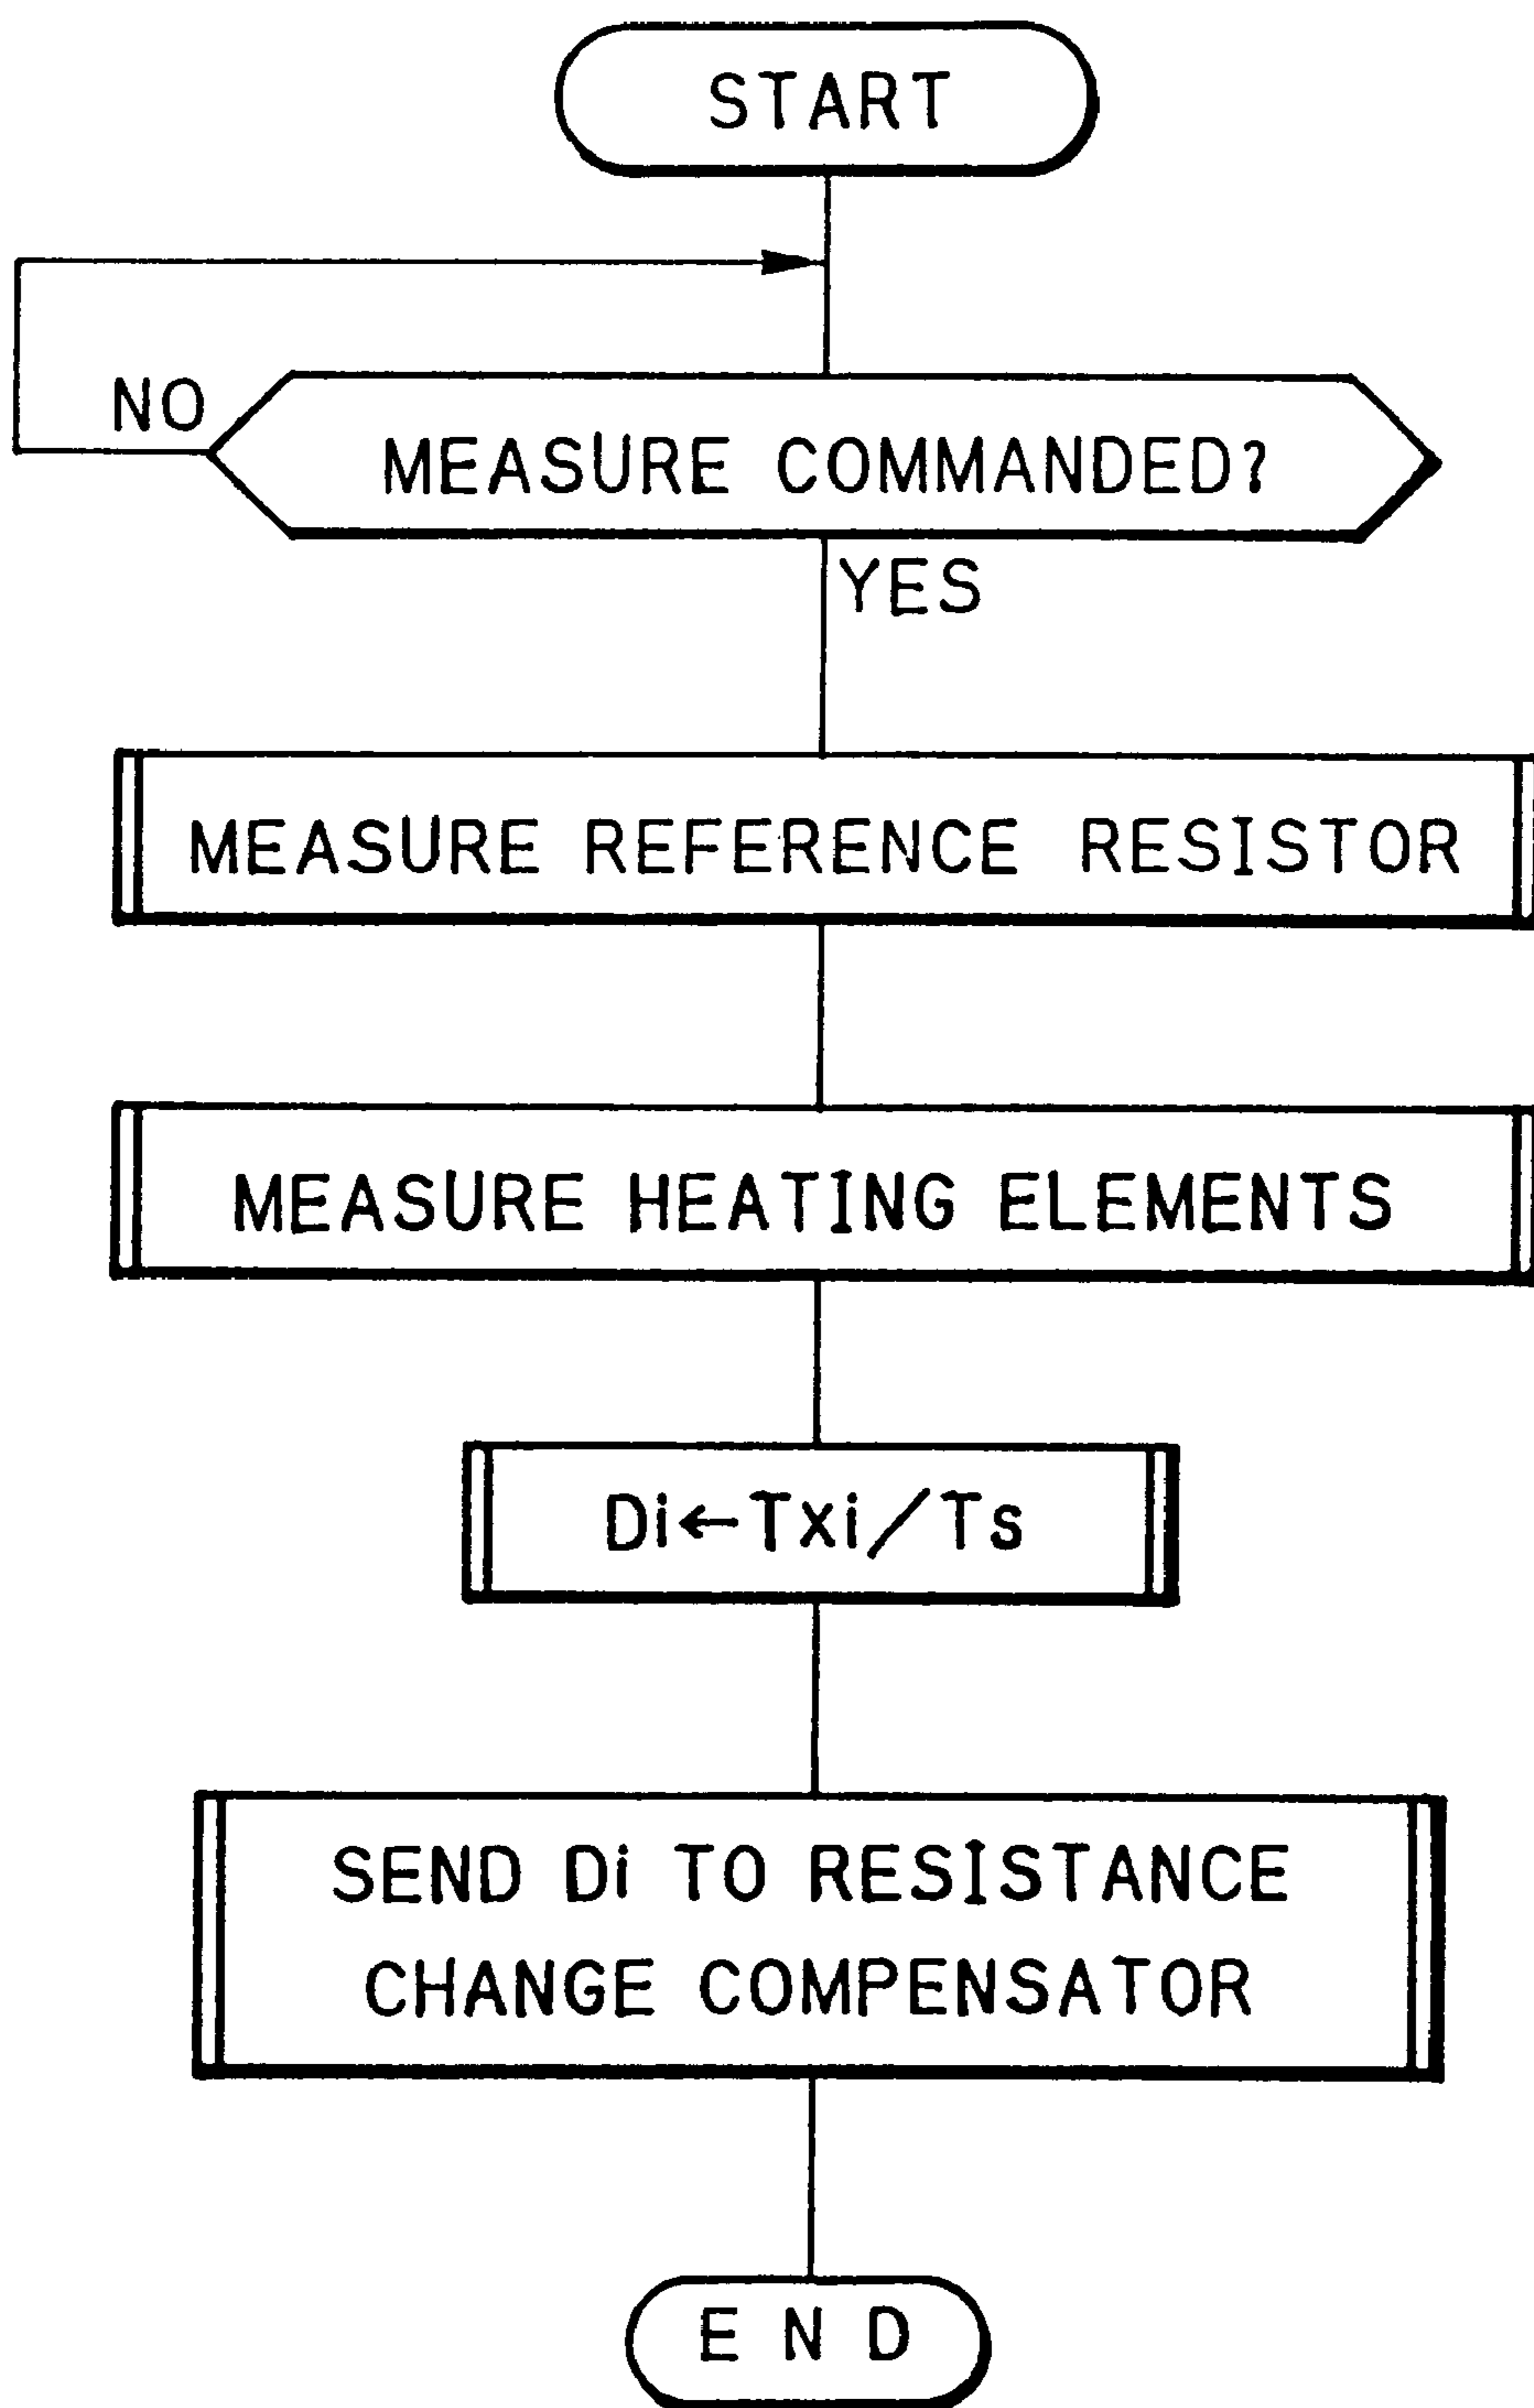 START
NO
MEASURE COMMANDED?
YES
MEASURE REFERENCE RESISTOR
MEASURE HEATING ELEMENTS
Di←Txi/Ts
SEND Di TO RESISTANCE
CHANGE COMPENSATOR
END